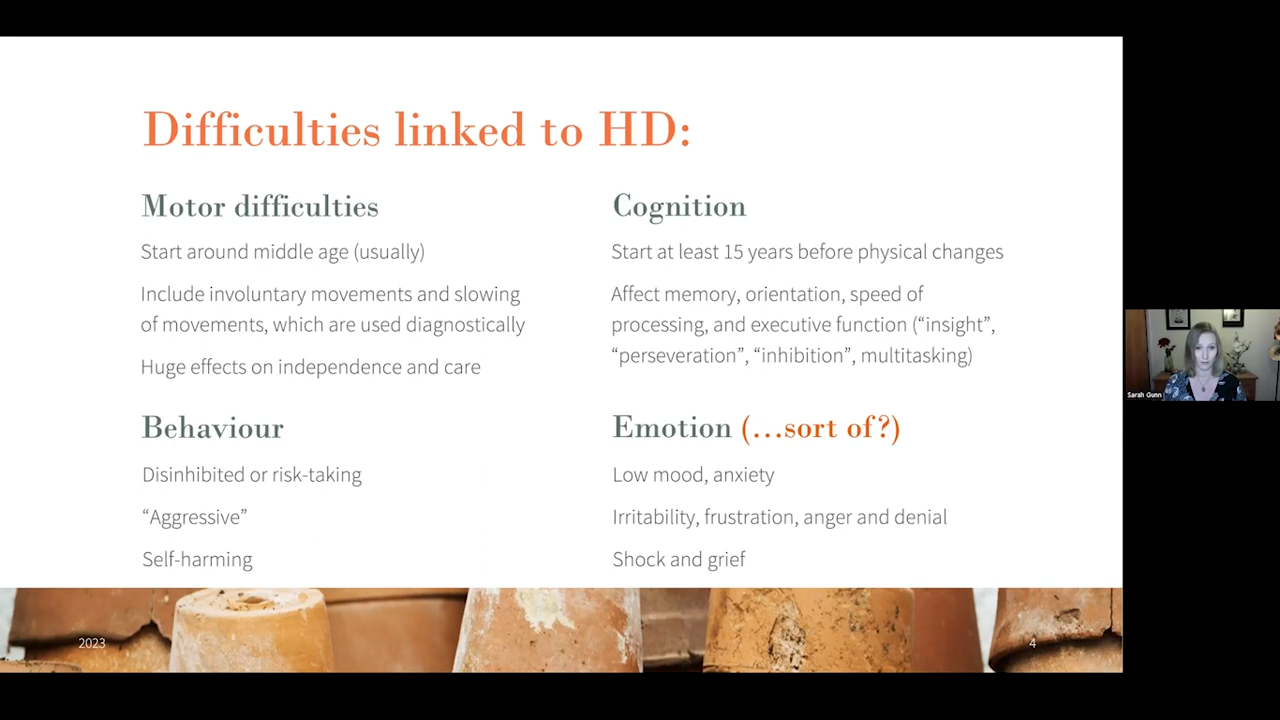 Difficulties linked to HD:
Motor difficulties
Start around middle age (usually)
Include involuntary movements and slowing
of movements, which are used diagnostically
Huge effects on independence and care
Cognition
Start at least 15 years before physical changes
Affect memory, orientation, speed of
processing, and executive function (“insight”,
“perseveration”, “inhibition”, multitasking)
Behaviour
Disinhibited or risk-taking
“Aggressive”
Self-harming
Emotion (…sort of?)
Low mood, anxiety
Irritability, frustration, anger and denial
Shock and grief
2023
4
Sarah Gunn